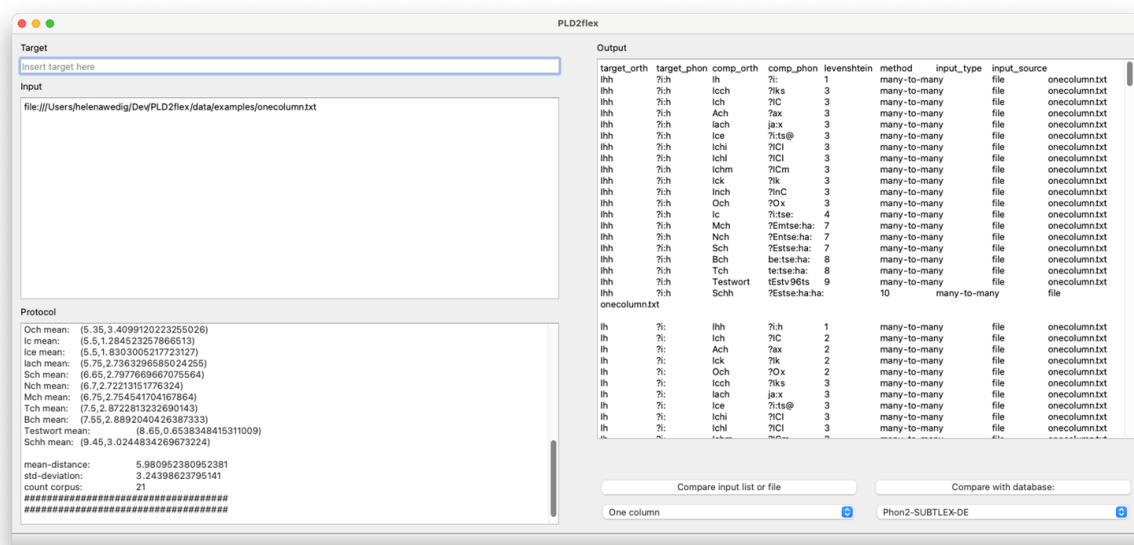 PLD2flex
Target
Insert target here
Input
file:///Users/helenawedig/Dev/PLD2flex/data/examples/onecolumn.txt
Protocol
Och mean: (5.35,3.4099120223255026)
Ic mean: (5.5,1.284523257866513)
Ice mean: (5.5,1.8303005217723127)
Iach mean: (5.75,2.7363296585024255)
Sch mean: (6.65,2.7977669667075564)
Nch mean: (6.7,2.72213151776324)
Mch mean: (6.75,2.754541704167864)
Tch mean: (7.5,2.8722813232690143)
Bch mean: (7.55,2.8892040426387333)
Testwort mean: (8.65,0.6538348415311009)
Schh mean: (9.45,3.0244834269673224)
mean-distance: 5.980952380952381
std-deviation: 3.24398623795141
count corpus: 21
####################################
####################################
Output
target_orth target_phon comp_orth comp_phon levenshtein method input_type input_source
Ihh ?i:h Ih ?i: 1 many-to-many file onecolumn.txt
Ihh ?i:h Icch ?Iks 3 many-to-many file onecolumn.txt
Ihh ?i:h Ich ?IC 3 many-to-many file onecolumn.txt
Ihh ?i:h Ach ?ax 3 many-to-many file onecolumn.txt
Ihh ?i:h Iach ja:x 3 many-to-many file onecolumn.txt
Ihh ?i:h Ice ?i:ts@ 3 many-to-many file onecolumn.txt
Ihh ?i:h Ichi ?ICI 3 many-to-many file onecolumn.txt
Ihh ?i:h Ichl ?ICl 3 many-to-many file onecolumn.txt
Ihh ?i:h Ichm ?ICm 3 many-to-many file onecolumn.txt
Ihh ?i:h Ick ?Ik 3 many-to-many file onecolumn.txt
Ihh ?i:h Inch ?InC 3 many-to-many file onecolumn.txt
Ihh ?i:h Och ?Ox 3 many-to-many file onecolumn.txt
Ihh ?i:h Ic ?i:tse: 4 many-to-many file onecolumn.txt
Ihh ?i:h Mch ?Emtse:ha: 7 many-to-many file onecolumn.txt
Ihh ?i:h Nch ?Entse:ha: 7 many-to-many file onecolumn.txt
Ihh ?i:h Sch ?Estse:ha: 7 many-to-many file onecolumn.txt
Ihh ?i:h Bch be:tse:ha: 8 many-to-many file onecolumn.txt
Ihh ?i:h Tch te:tse:ha: 8 many-to-many file onecolumn.txt
Ihh ?i:h Testwort tEstv96ts 9 many-to-many file onecolumn.txt
Ihh ?i:h Schh ?Estse:ha:ha: 10 many-to-many file
onecolumn.txt
Ih ?i: Ihh ?i:h 1 many-to-many file onecolumn.txt
Ih ?i: Ich ?IC 2 many-to-many file onecolumn.txt
Ih ?i: Ach ?ax 2 many-to-many file onecolumn.txt
Ih ?i: Ick ?Ik 2 many-to-many file onecolumn.txt
Ih ?i: Och ?Ox 2 many-to-many file onecolumn.txt
Ih ?i: Icch ?Iks 3 many-to-many file onecolumn.txt
Ih ?i: Iach ja:x 3 many-to-many file onecolumn.txt
Ih ?i: Ice ?i:ts@ 3 many-to-many file onecolumn.txt
Ih ?i: Ichi ?ICI 3 many-to-many file onecolumn.txt
Ih ?i: Ichl ?ICl 3 many-to-many file onecolumn.txt
Compare input list or file
Compare with database:
One column
Phon2-SUBTLEX-DE